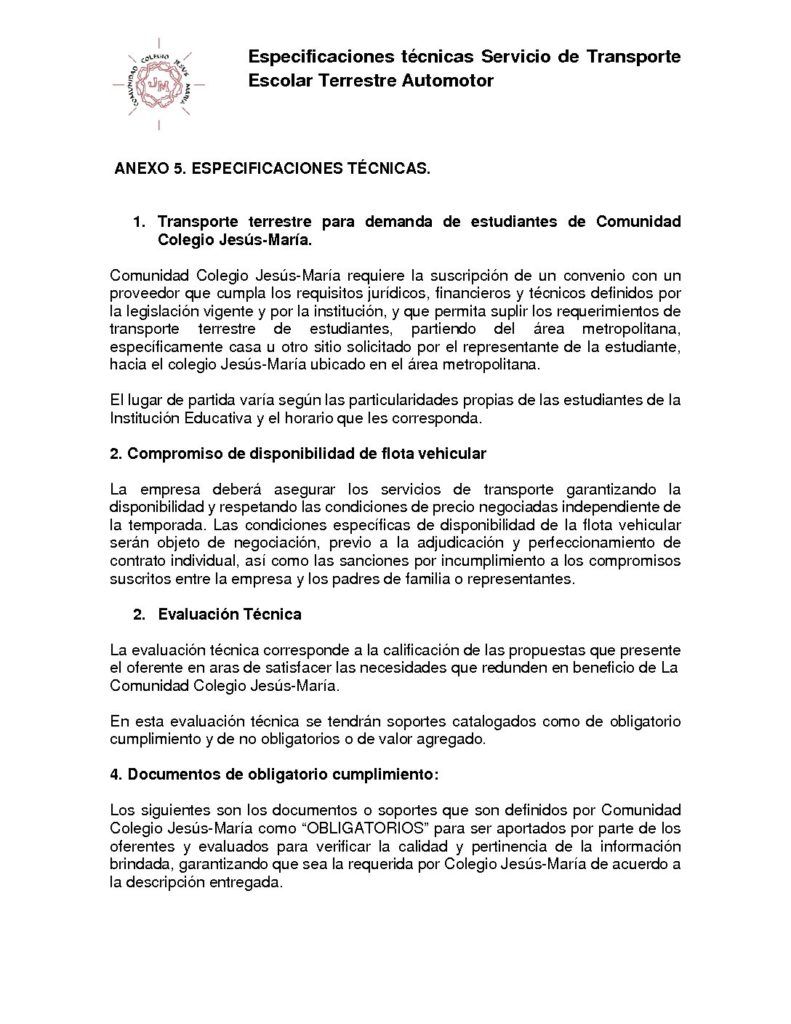 COMUNIDAD COLEGIO JESÚS MARÍA
JM
Especificaciones técnicas Servicio de Transporte
Escolar Terrestre Automotor
ANEXO 5. ESPECIFICACIONES TÉCNICAS.
1. Transporte terrestre para demanda de estudiantes de Comunidad
Colegio Jesús-María.
Comunidad Colegio Jesús-María requiere la suscripción de un convenio con un
proveedor que cumpla los requisitos jurídicos, financieros y técnicos definidos por
la legislación vigente y por la institución, y que permita suplir los requerimientos de
transporte terrestre de estudiantes, partiendo del área metropolitana,
específicamente casa u otro sitio solicitado por el representante de la estudiante,
hacia el colegio Jesús-María ubicado en el área metropolitana.
El lugar de partida varía según las particularidades propias de las estudiantes de la
Institución Educativa y el horario que les corresponda.
2. Compromiso de disponibilidad de flota vehicular
La empresa deberá asegurar los servicios de transporte garantizando la
disponibilidad y respetando las condiciones de precio negociadas independiente de
la temporada. Las condiciones específicas de disponibilidad de la flota vehicular
serán objeto de negociación, previo a la adjudicación y perfeccionamiento de
contrato individual, así como las sanciones por incumplimiento a los compromisos
suscritos entre la empresa y los padres de familia o representantes.
2. Evaluación Técnica
La evaluación técnica corresponde a la calificación de las propuestas que presente
el oferente en aras de satisfacer las necesidades que redunden en beneficio de La
Comunidad Colegio Jesús-María.
En esta evaluación técnica se tendrán soportes catalogados como de obligatorio
cumplimiento y de no obligatorios o de valor agregado.
4. Documentos de obligatorio cumplimiento:
Los siguientes son los documentos o soportes que son definidos por Comunidad
Colegio Jesús-María como “OBLIGATORIOS” para ser aportados por parte de los
oferentes y evaluados para verificar la calidad y pertinencia de la información
brindada, garantizando que sea la requerida por Colegio Jesús-María de acuerdo a
la descripción entregada.